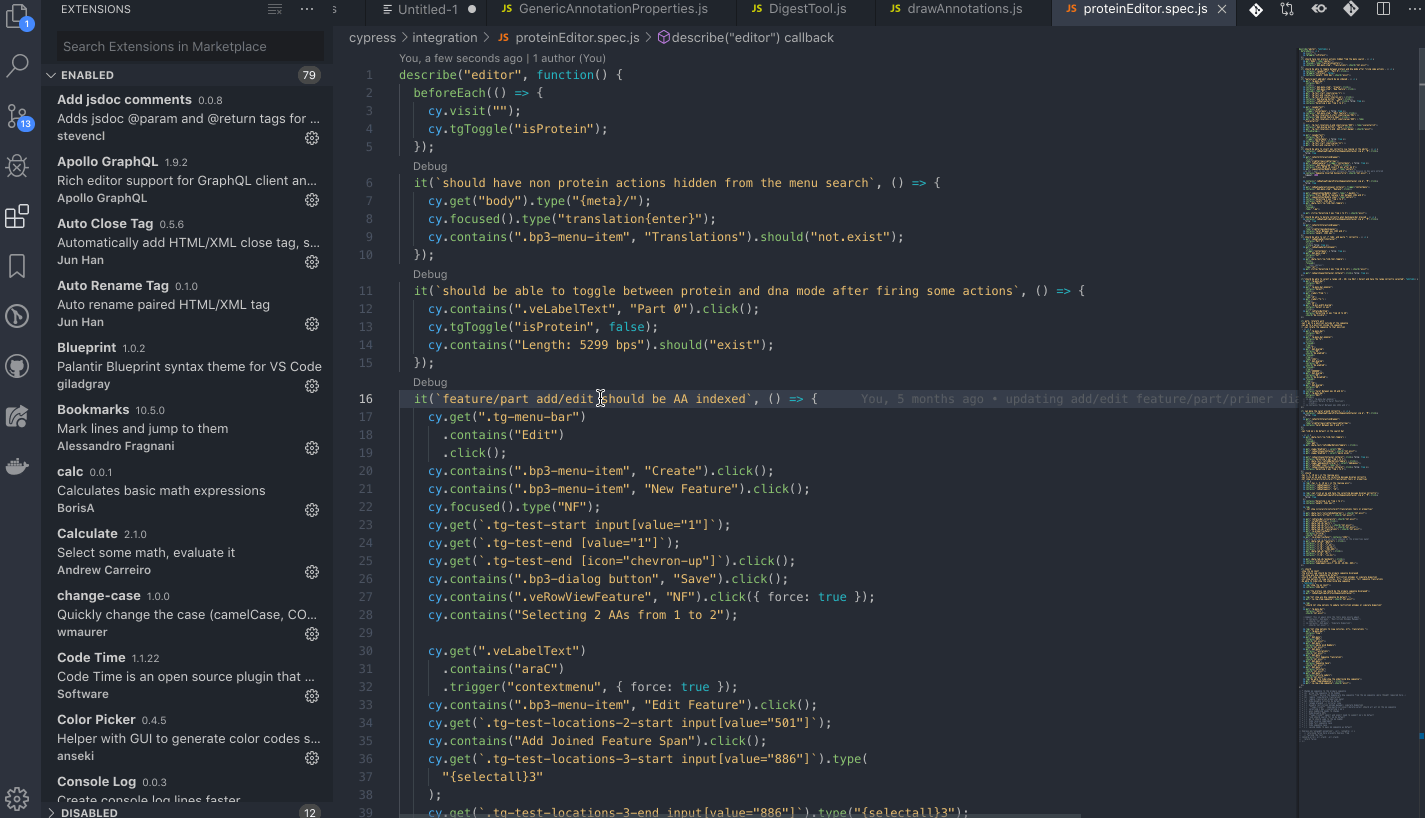 EXTENSIONS
Search Extensions in Marketplace
ENABLED 79
Add jsdoc comments 0.0.8
Adds jsdoc @param and @return tags for ...
stevencl
Apollo GraphQL 1.9.2
Rich editor support for GraphQL client an...
Apollo GraphQL
Auto Close Tag 0.5.6
Automatically add HTML/XML close tag, s...
Jun Han
Auto Rename Tag 0.1.0
Auto rename paired HTML/XML tag
Jun Han
Blueprint 1.0.2
Palantir Blueprint syntax theme for VS Code
giladgray
Bookmarks 10.5.0
Mark lines and jump to them
Alessandro Fragnani
calc 0.0.1
Calculates basic math expressions
BorisA
Calculate 2.1.0
Select some math, evaluate it
Andrew Carreiro
change-case 1.0.0
Quickly change the case (camelCase, CO...
wmaurer
Code Time 1.1.22
Code Time is an open source plugin that ...
Software
Color Picker 0.4.5
Helper with GUI to generate color codes s...
anseki
Console Log 0.0.3
Create console log lines faster
DISABLED 12
1
13
s Untitled-1 JS GenericAnnotationProperties.js JS DigestTool.js JS drawAnnotations.js JS proteinEditor.spec.js
cypress > integration > JS proteinEditor.spec.js > describe("editor") callback
You, a few seconds ago | 1 author (You)
1 describe("editor", function() {
2 beforeEach(() => {
3 cy.visit("");
4 cy.tgToggle("isProtein");
5 });
Debug
6 it(`should have non protein actions hidden from the menu search`, () => {
7 cy.get("body").type("{meta}/");
8 cy.focused().type("translation{enter}");
9 cy.contains(".bp3-menu-item", "Translations").should("not.exist");
10 });
Debug
11 it(`should be able to toggle between protein and dna mode after firing some actions`, () => {
12 cy.contains(".veLabelText", "Part 0").click();
13 cy.tgToggle("isProtein", false);
14 cy.contains("Length: 5299 bps").should("exist");
15 });
Debug
16 it(`feature/part add/edit should be AA indexed`, () => { You, 5 months ago • updating add/edit feature/part/primer dia
17 cy.get(".tg-menu-bar")
18 .contains("Edit")
19 .click();
20 cy.contains(".bp3-menu-item", "Create").click();
21 cy.contains(".bp3-menu-item", "New Feature").click();
22 cy.focused().type("NF");
23 cy.get(`.tg-test-start input[value="1"]`);
24 cy.get(`.tg-test-end [value="1"]`);
25 cy.get(`.tg-test-end [icon="chevron-up"]`).click();
26 cy.contains(".bp3-dialog button", "Save").click();
27 cy.contains(".veRowViewFeature", "NF").click({ force: true });
28 cy.contains("Selecting 2 AAs from 1 to 2");
29
30 cy.get(".veLabelText")
31 .contains("araC")
32 .trigger("contextmenu", { force: true });
33 cy.contains(".bp3-menu-item", "Edit Feature").click();
34 cy.get(`.tg-test-locations-2-start input[value="501"]`);
35 cy.contains("Add Joined Feature Span").click();
36 cy.get(`.tg-test-locations-3-start input[value="886"]`).type(
37 "{selectall}3"
38 );
39 cy.get(`.tg-test-locations-3-end input[value="886"]`).type("{selectall}3");